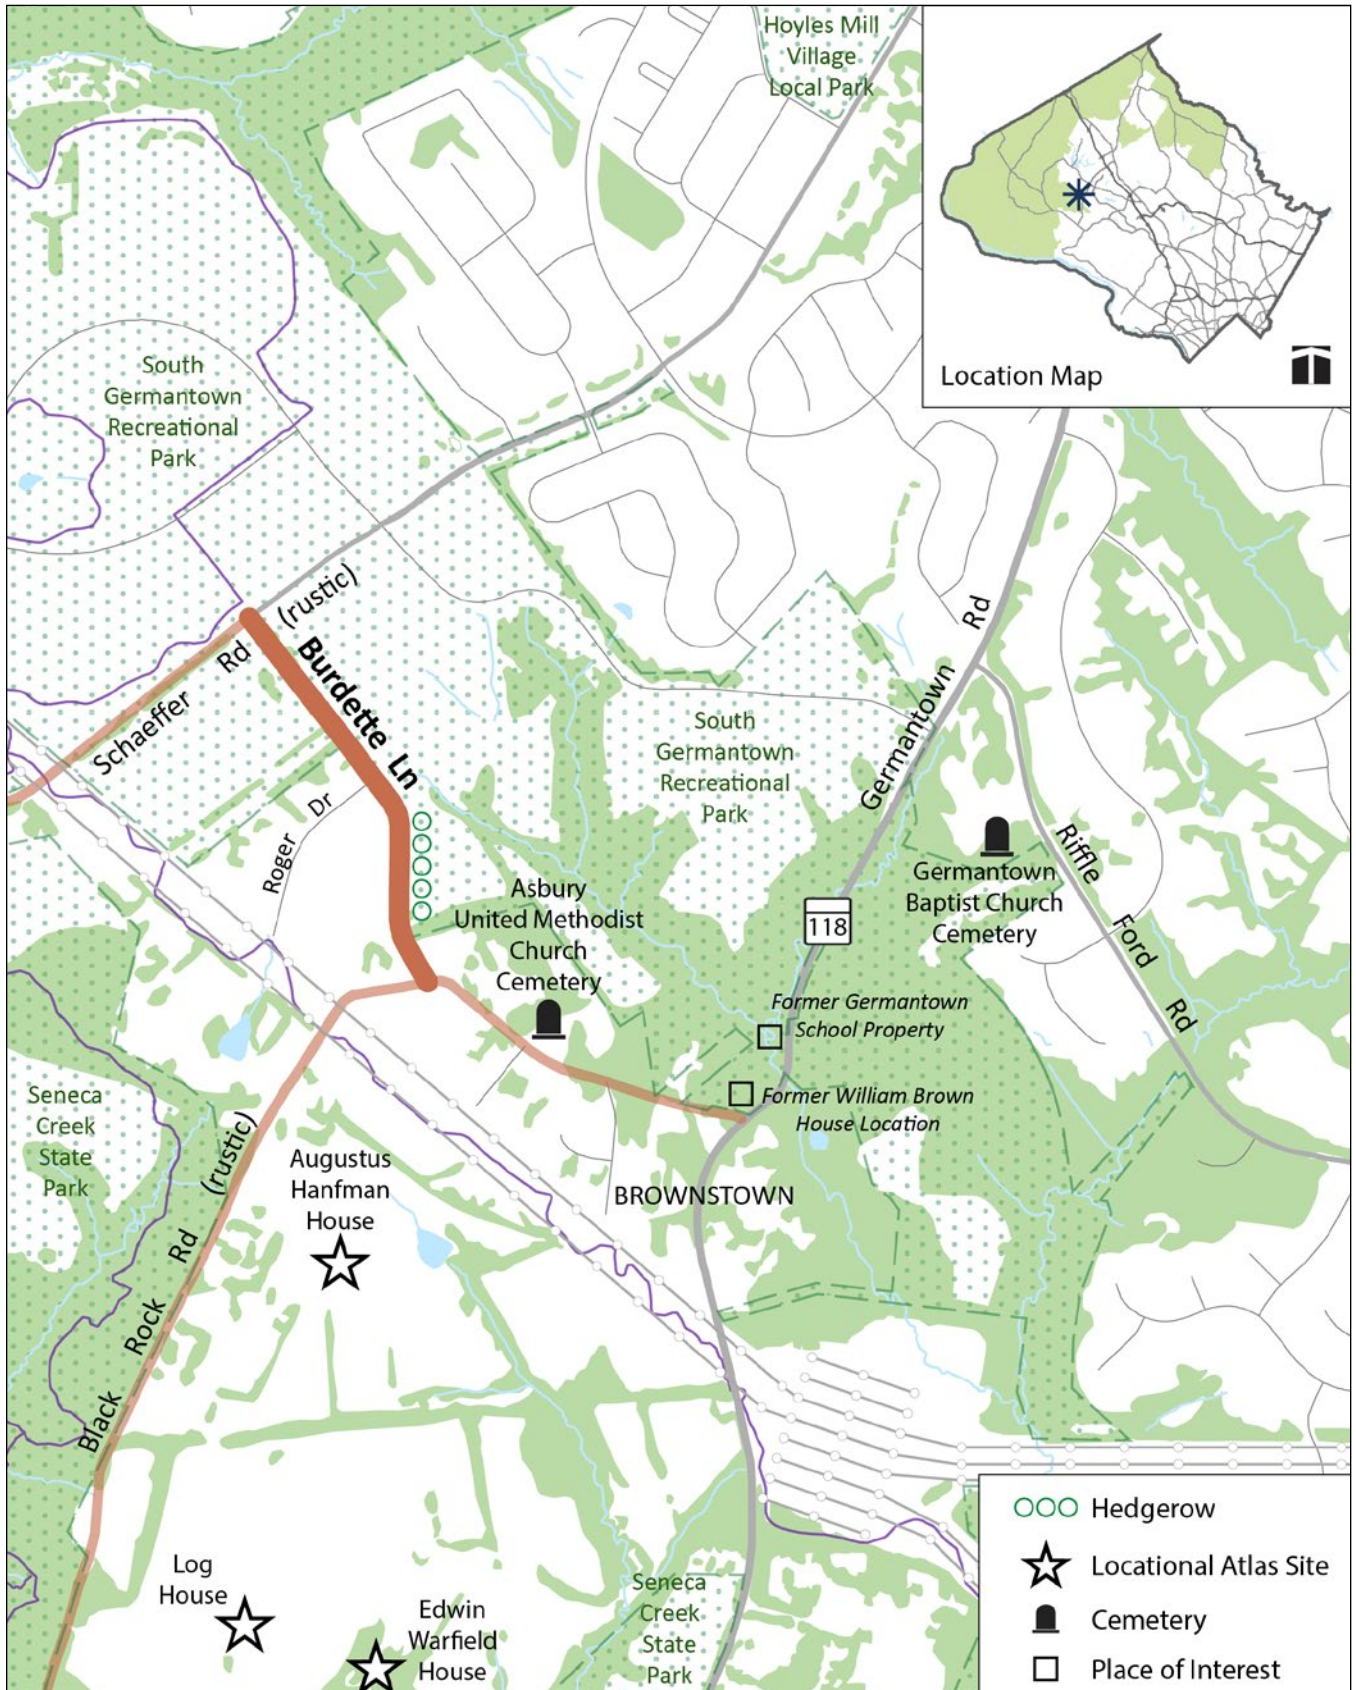 Hoyles Mill
Village
Local Park
Location Map
South
Germantown
Recreational
Park
(rustic)
Schaeffer Rd
Burdette Ln
Roger Dr
South
Germantown
Recreational
Park
Germantown Rd
118
Germantown
Baptist Church
Cemetery
Riffle Ford Rd
Asbury
United Methodist
Church
Cemetery
Former Germantown
School Property
Former William Brown
House Location
BROWNSTOWN
Seneca
Creek
State
Park
(rustic)
Black Rock Rd
Augustus
Hanfman
House
Log
House
Edwin
Warfield
House
Seneca
Creek
State
Park
Hedgerow
Locational Atlas Site
Cemetery
Place of Interest